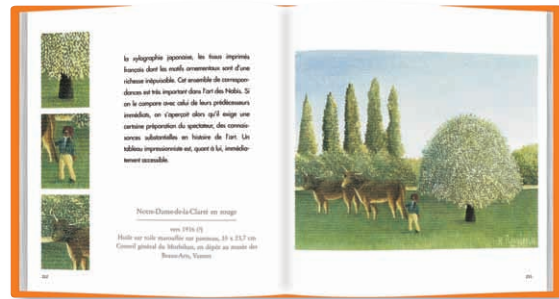 la xylographie japonaise, les tissus imprimés
français dont les motifs ornementaux sont d'une
richesse inépuisable. Cet ensemble de correspon-
dances est très important dans l'art des Nabis. Si
on le compare avec celui de leurs prédécesseurs
immédiats, on s'aperçoit alors qu'il exige une
certaine préparation du spectateur, des connais-
sances substantielles en histoire de l'art. Un
tableau impressionniste est, quant à lui, immédia-
tement accessible.
Notre-Dame-de-la-Clarté en rouge
vers 1926 (?)
Huile sur toile marouflée sur panneau, 35 x 23,7 cm
Conseil général du Morbihan, en dépôt au musée des
Beaux-Arts, Vannes